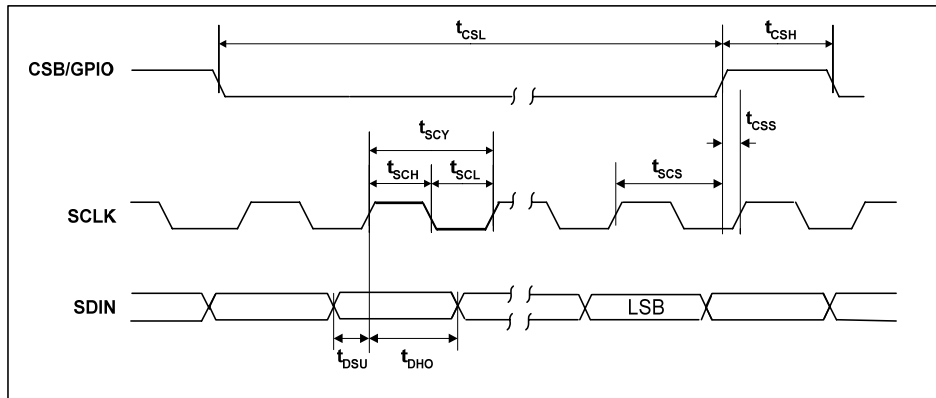 tCSL
tCSH
CSB/GPIO
tCSS
tSCY
tSCH
tSCL
tSCS
SCLK
SDIN
LSB
tDSU
tDHO